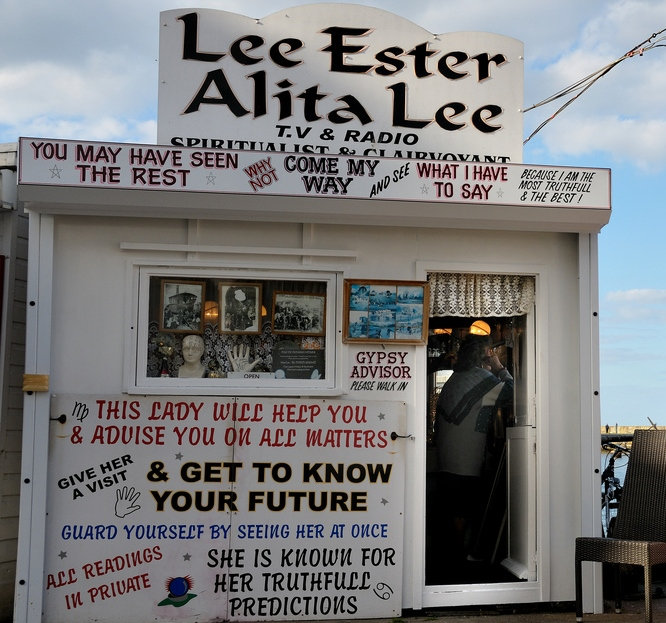 Lee Ester
Alita Lee
T.V & RADIO
SPIRITUALIST & CLAIRVOYANT
YOU MAY HAVE SEEN
THE REST
WHY
NOT
COME MY
WAY
AND SEE
WHAT I HAVE
TO SAY
BECAUSE I AM THE
MOST TRUTHFULL
& THE BEST !
OPEN
GYPSY
ADVISOR
PLEASE WALK IN
THIS LADY WILL HELP YOU
& ADVISE YOU ON ALL MATTERS
GIVE HER
A VISIT
& GET TO KNOW
YOUR FUTURE
GUARD YOURSELF BY SEEING HER AT ONCE
ALL READINGS
IN PRIVATE
SHE IS KNOWN FOR
HER TRUTHFULL
PREDICTIONS